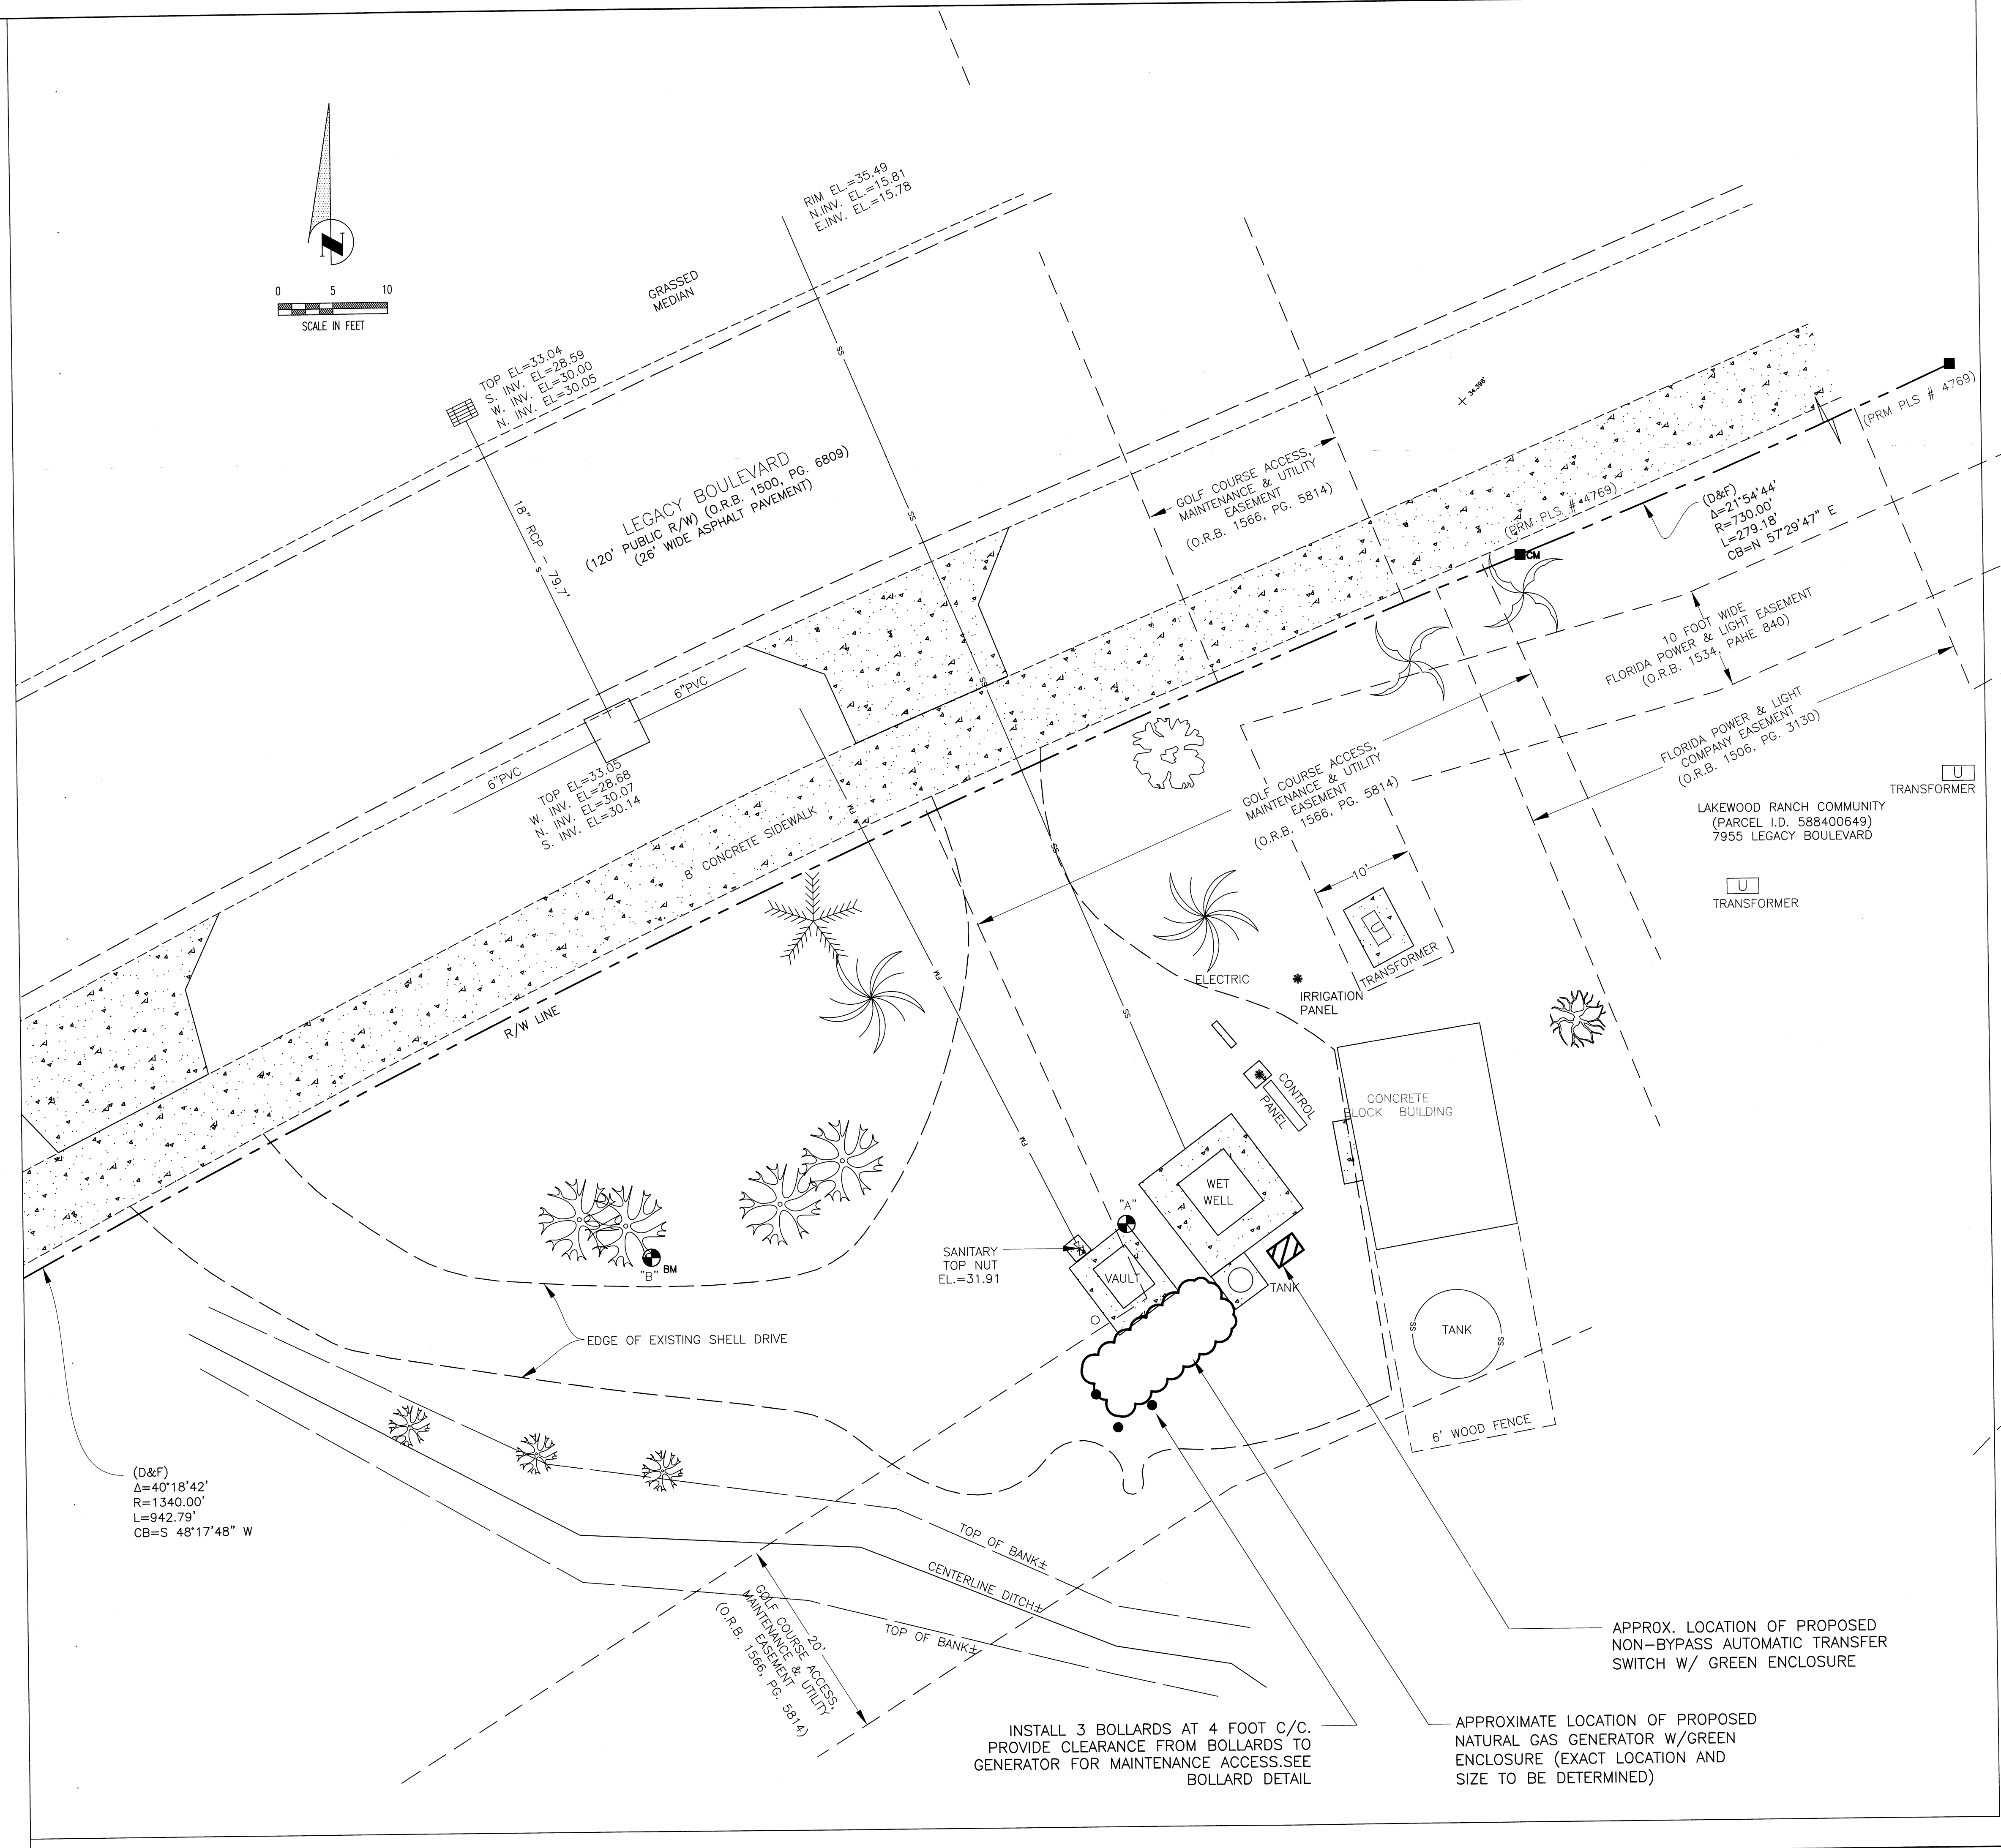 RIM EL.=35.49
N.INV. EL.=15.81
E.INV. EL.=15.78
N
0 5 10
SCALE IN FEET
GRASSED
MEDIAN
SS
TOP EL=33.04
S. INV. EL=28.59
W. INV. EL=30.00
N. INV. EL=30.05
18" RCP - 79.7'
S
LEGACY BOULEVARD
(120' PUBLIC R/W) (O.R.B. 1500, PG. 6809)
(26' WIDE ASPHALT PAVEMENT)
SS
34.398'
GOLF COURSE ACCESS,
MAINTENANCE & UTILITY
EASEMENT
(O.R.B. 1566, PG. 5814)
(PRM PLS # 4769)
(PRM PLS # 4769)
CM
(D&F)
Δ=21°54'44'
R=730.00'
L=279.18'
CB=N 57°29'47" E
10 FOOT WIDE
FLORIDA POWER & LIGHT EASEMENT
(O.R.B. 1534, PAHE 840)
FLORIDA POWER & LIGHT
COMPANY EASEMENT
(O.R.B. 1506, PG. 3130)
U
TRANSFORMER
LAKEWOOD RANCH COMMUNITY
(PARCEL I.D. 588400649)
7955 LEGACY BOULEVARD
U
TRANSFORMER
6"PVC
6"PVC
SS
TOP EL=33.05
W. INV. EL=28.68
N. INV. EL=30.07
S. INV. EL=30.14
8' CONCRETE SIDEWALK
FM
GOLF COURSE ACCESS,
MAINTENANCE & UTILITY
EASEMENT
(O.R.B. 1566, PG. 5814)
SS
10'
U
TRANSFORMER
R/W LINE
FM
ELECTRIC
IRRIGATION
PANEL
SS
CONTROL
PANEL
CONCRETE
BLOCK BUILDING
FM
WET
WELL
"A"
"B" BM
SANITARY
TOP NUT
EL.=31.91
VAULT
TANK
SS
TANK
SS
EDGE OF EXISTING SHELL DRIVE
6' WOOD FENCE
(D&F)
Δ=40°18'42'
R=1340.00'
L=942.79'
CB=S 48°17'48" W
TOP OF BANK±
CENTERLINE DITCH±
TOP OF BANK±
20'
GOLF COURSE ACCESS,
MAINTENANCE & UTILITY
EASEMENT
(O.R.B. 1566, PG. 5814)
APPROX. LOCATION OF PROPOSED
NON-BYPASS AUTOMATIC TRANSFER
SWITCH W/ GREEN ENCLOSURE
INSTALL 3 BOLLARDS AT 4 FOOT C/C.
PROVIDE CLEARANCE FROM BOLLARDS TO
GENERATOR FOR MAINTENANCE ACCESS.SEE
BOLLARD DETAIL
APPROXIMATE LOCATION OF PROPOSED
NATURAL GAS GENERATOR W/GREEN
ENCLOSURE (EXACT LOCATION AND
SIZE TO BE DETERMINED)